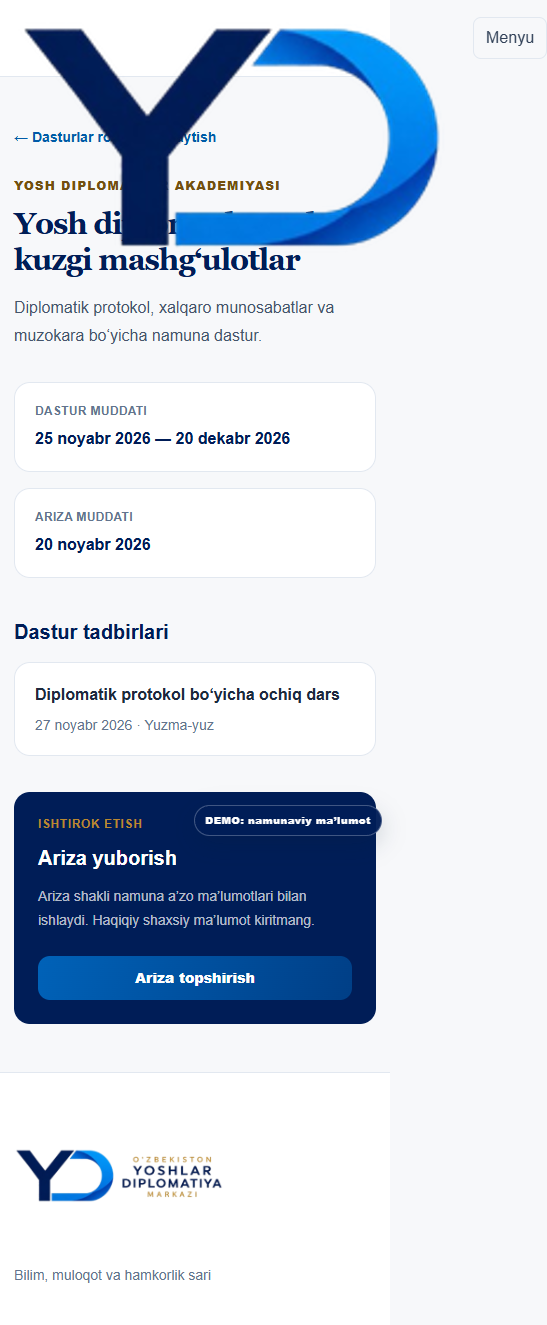 YD
Menyu
← Dasturlar ro ytish
YOSH DIPLOMA AKADEMIYASI
Yosh di
kuzgi mashg‘ulotlar
Diplomatik protokol, xalqaro munosabatlar va
muzokara bo‘yicha namuna dastur.
DASTUR MUDDATI
25 noyabr 2026 — 20 dekabr 2026
ARIZA MUDDATI
20 noyabr 2026
Dastur tadbirlari
Diplomatik protokol bo‘yicha ochiq dars
27 noyabr 2026 · Yuzma-yuz
ISHTIROK ETISH
DEMO: namunaviy ma’lumot
Ariza yuborish
Ariza shakli namuna a’zo ma’lumotlari bilan
ishlaydi. Haqiqiy shaxsiy ma’lumot kiritmang.
Ariza topshirish
YD
O‘ZBEKISTON
YOSHLAR
DIPLOMATIYA
MARKAZI
Bilim, muloqot va hamkorlik sari